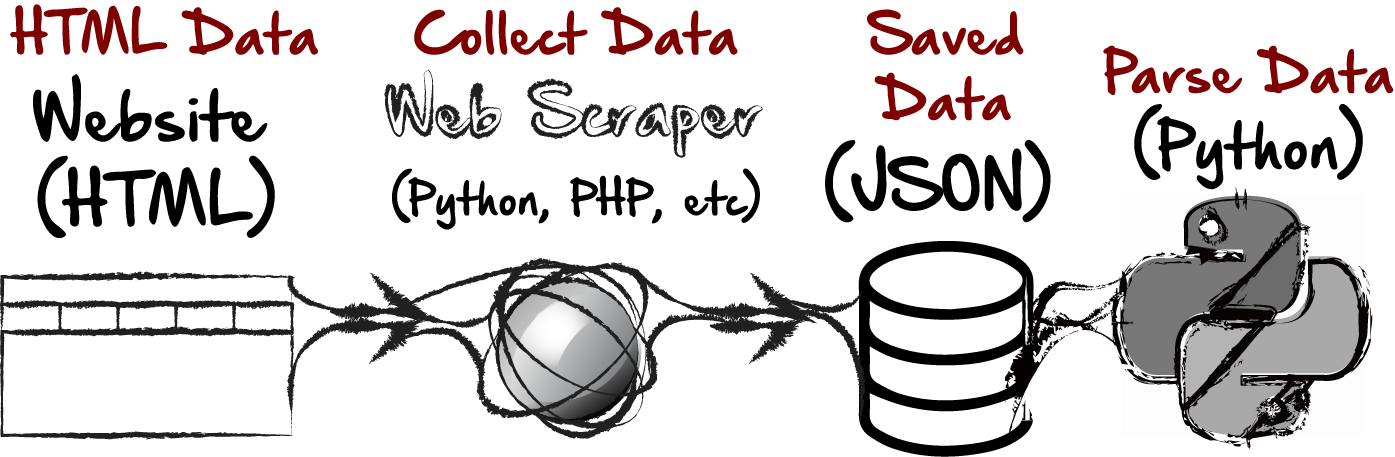 HTML Data
Website
(HTML)
Collect Data
Web Scraper
(Python, PHP, etc)
Saved
Data
(JSON)
Parse Data
(Python)